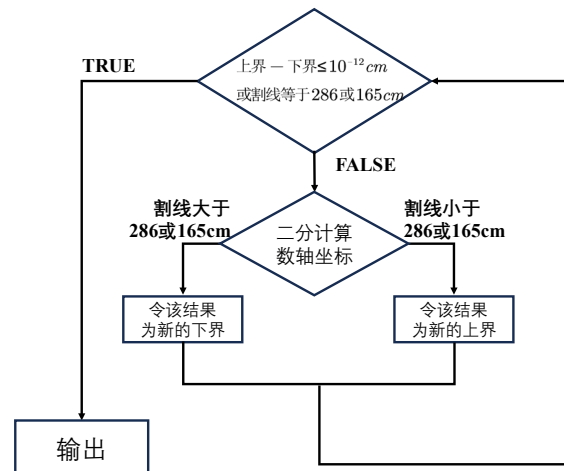 上界 — 下界≤10⁻¹²cm
或割线等于286或165cm
TRUE
FALSE
割线大于
286或165cm
割线小于
286或165cm
二分计算
数轴坐标
令该结果
为新的下界
令该结果
为新的上界
输出